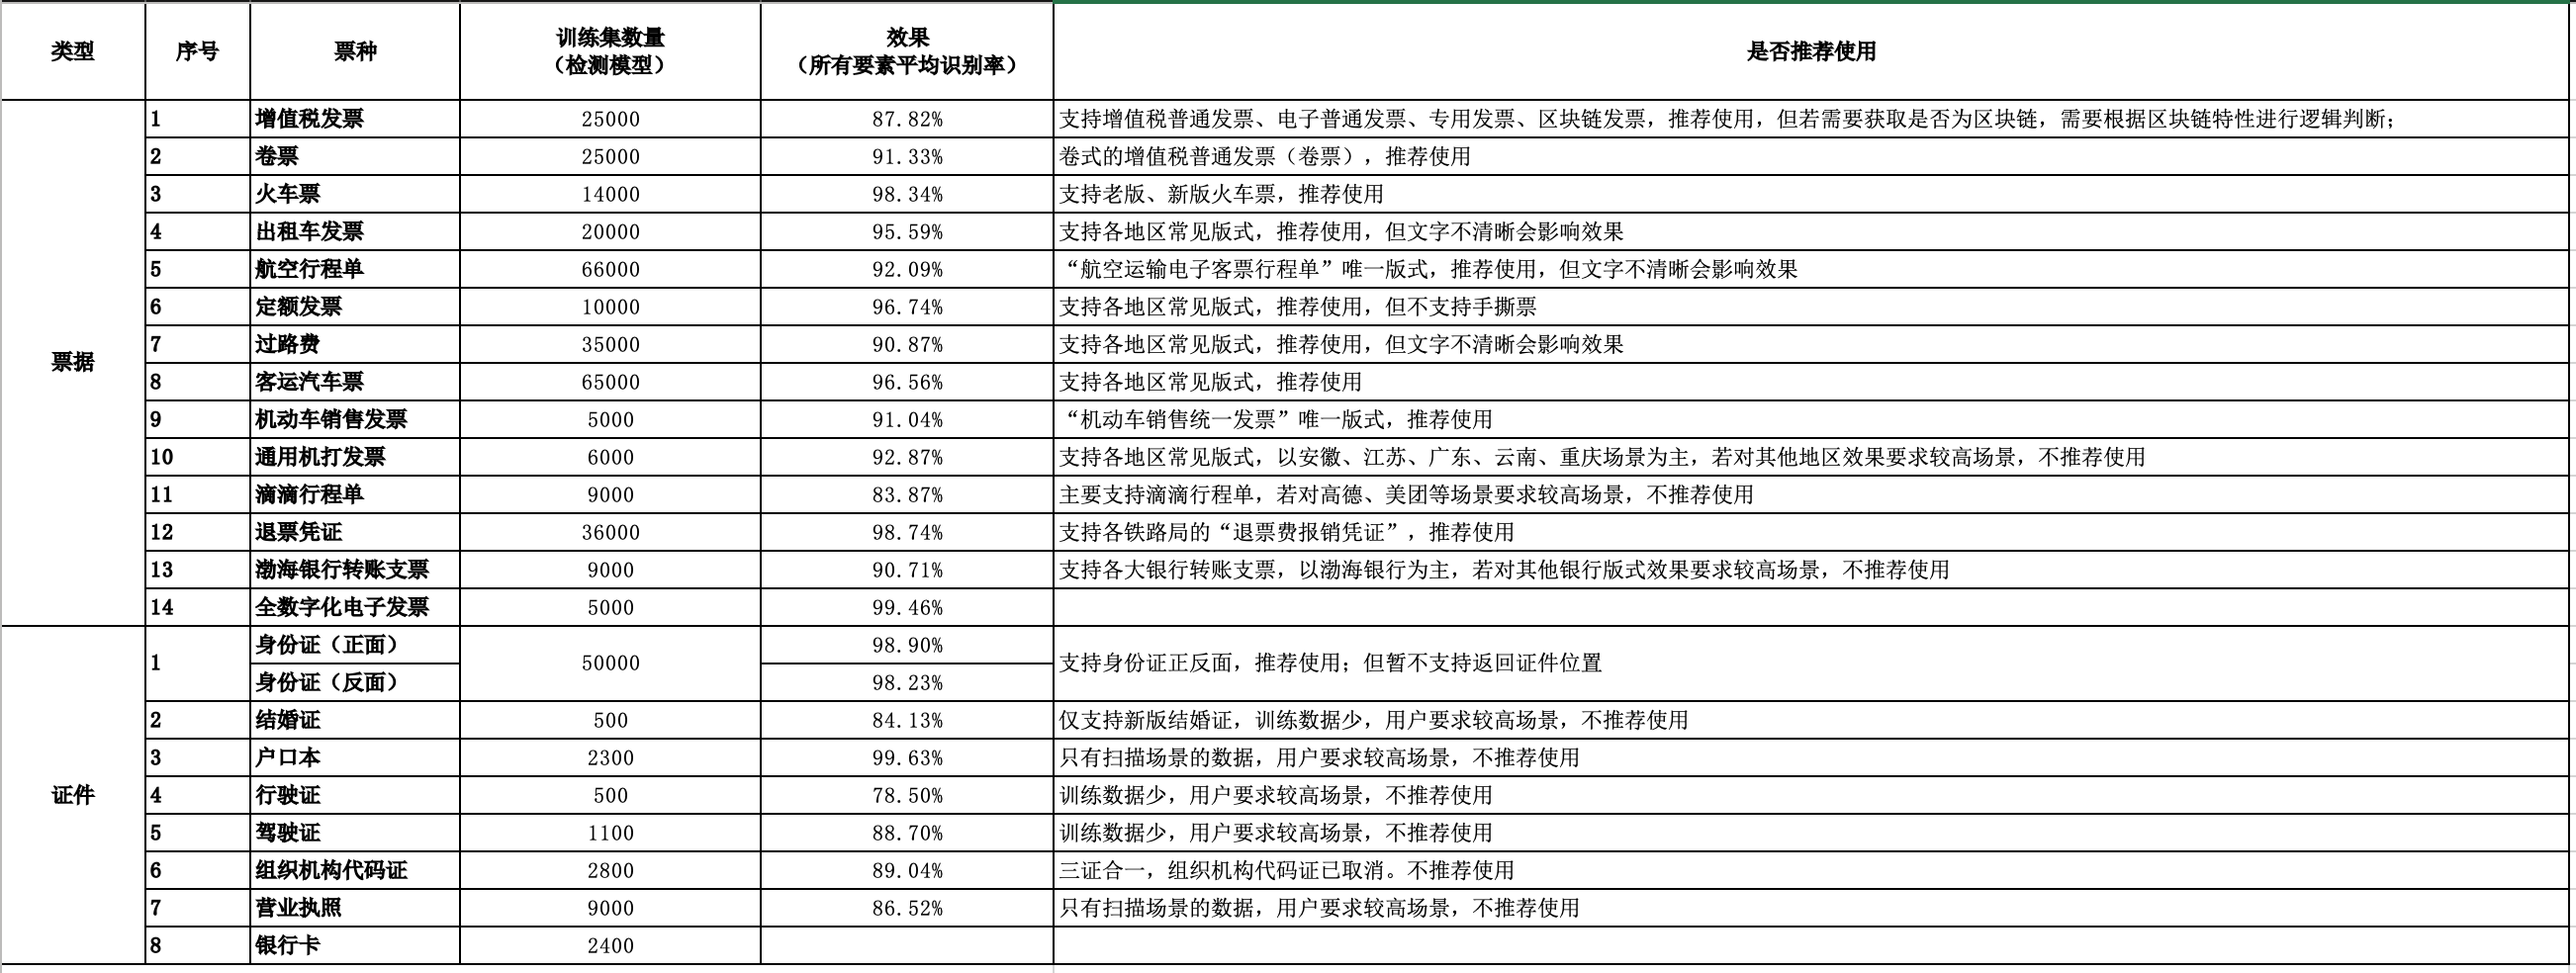 类型 序号 票种 训练集数量 效果 是否推荐使用
（检测模型） （所有要素平均识别率）
票据
1 增值税发票 25000 87.82% 支持增值税普通发票、电子普通发票、专用发票、区块链发票，推荐使用，但若需要获取是否为区块链，需要根据区块链特性进行逻辑判断；
2 卷票 25000 91.33% 卷式的增值税普通发票（卷票），推荐使用
3 火车票 14000 98.34% 支持老版、新版火车票，推荐使用
4 出租车发票 20000 95.59% 支持各地区常见版式，推荐使用，但文字不清晰会影响效果
5 航空行程单 66000 92.09% “航空运输电子客票行程单”唯一版式，推荐使用，但文字不清晰会影响效果
6 定额发票 10000 96.74% 支持各地区常见版式，推荐使用，但不支持手撕票
7 过路费 35000 90.87% 支持各地区常见版式，推荐使用，但文字不清晰会影响效果
8 客运汽车票 65000 96.56% 支持各地区常见版式，推荐使用
9 机动车销售发票 5000 91.04% “机动车销售统一发票”唯一版式，推荐使用
10 通用机打发票 6000 92.87% 支持各地区常见版式，以安徽、江苏、广东、云南、重庆场景为主，若对其他地区效果要求较高场景，不推荐使用
11 滴滴行程单 9000 83.87% 主要支持滴滴行程单，若对高德、美团等场景要求较高场景，不推荐使用
12 退票凭证 36000 98.74% 支持各铁路局的“退票费报销凭证”，推荐使用
13 渤海银行转账支票 9000 90.71% 支持各大银行转账支票，以渤海银行为主，若对其他银行版式效果要求较高场景，不推荐使用
14 全数字化电子发票 5000 99.46%
证件
1 身份证（正面） 50000 98.90% 支持身份证正反面，推荐使用；但暂不支持返回证件位置
身份证（反面） 98.23%
2 结婚证 500 84.13% 仅支持新版结婚证，训练数据少，用户要求较高场景，不推荐使用
3 户口本 2300 99.63% 只有扫描场景的数据，用户要求较高场景，不推荐使用
4 行驶证 500 78.50% 训练数据少，用户要求较高场景，不推荐使用
5 驾驶证 1100 88.70% 训练数据少，用户要求较高场景，不推荐使用
6 组织机构代码证 2800 89.04% 三证合一，组织机构代码证已取消。不推荐使用
7 营业执照 9000 86.52% 只有扫描场景的数据，用户要求较高场景，不推荐使用
8 银行卡 2400